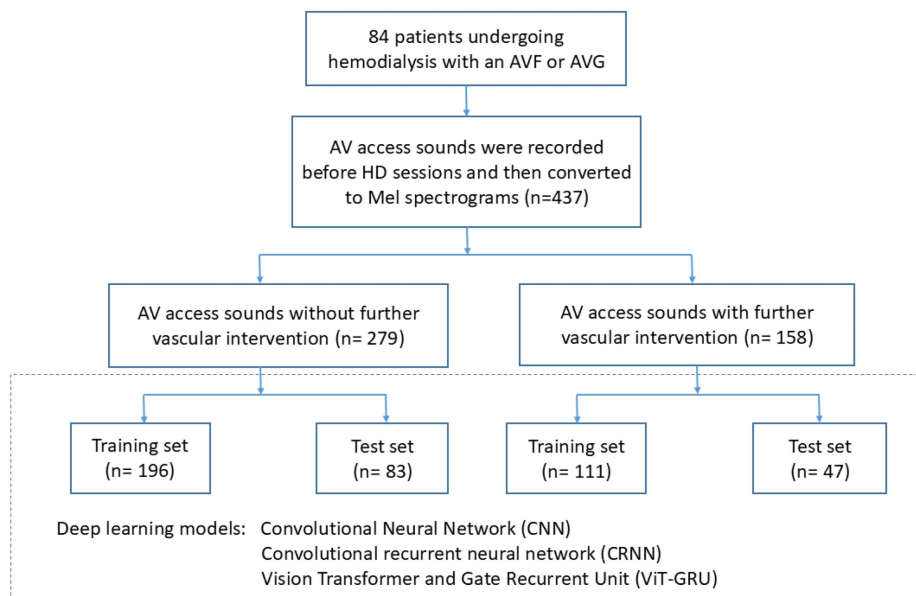 84 patients undergoing
hemodialysis with an AVF or AVG
AV access sounds were recorded
before HD sessions and then converted
to Mel spectrograms (n=437)
AV access sounds without further
vascular intervention (n= 279)
AV access sounds with further
vascular intervention (n= 158)
Training set
(n= 196)
Test set
(n= 83)
Training set
(n= 111)
Test set
(n= 47)
Deep learning models: Convolutional Neural Network (CNN)
Convolutional recurrent neural network (CRNN)
Vision Transformer and Gate Recurrent Unit (ViT-GRU)